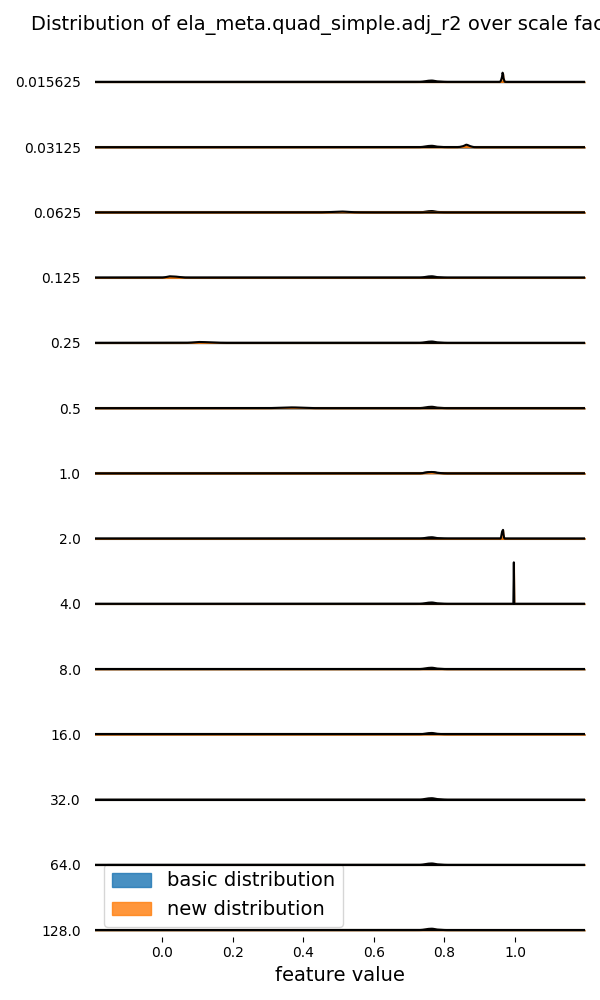 Distribution of ela_meta.quad_simple.adj_r2 over scale fac
0.015625
0.03125
0.0625
0.125
0.25
0.5
1.0
2.0
4.0
8.0
16.0
32.0
64.0
basic distribution
new distribution
128.0
0.0 0.2 0.4 0.6 0.8 1.0
feature value